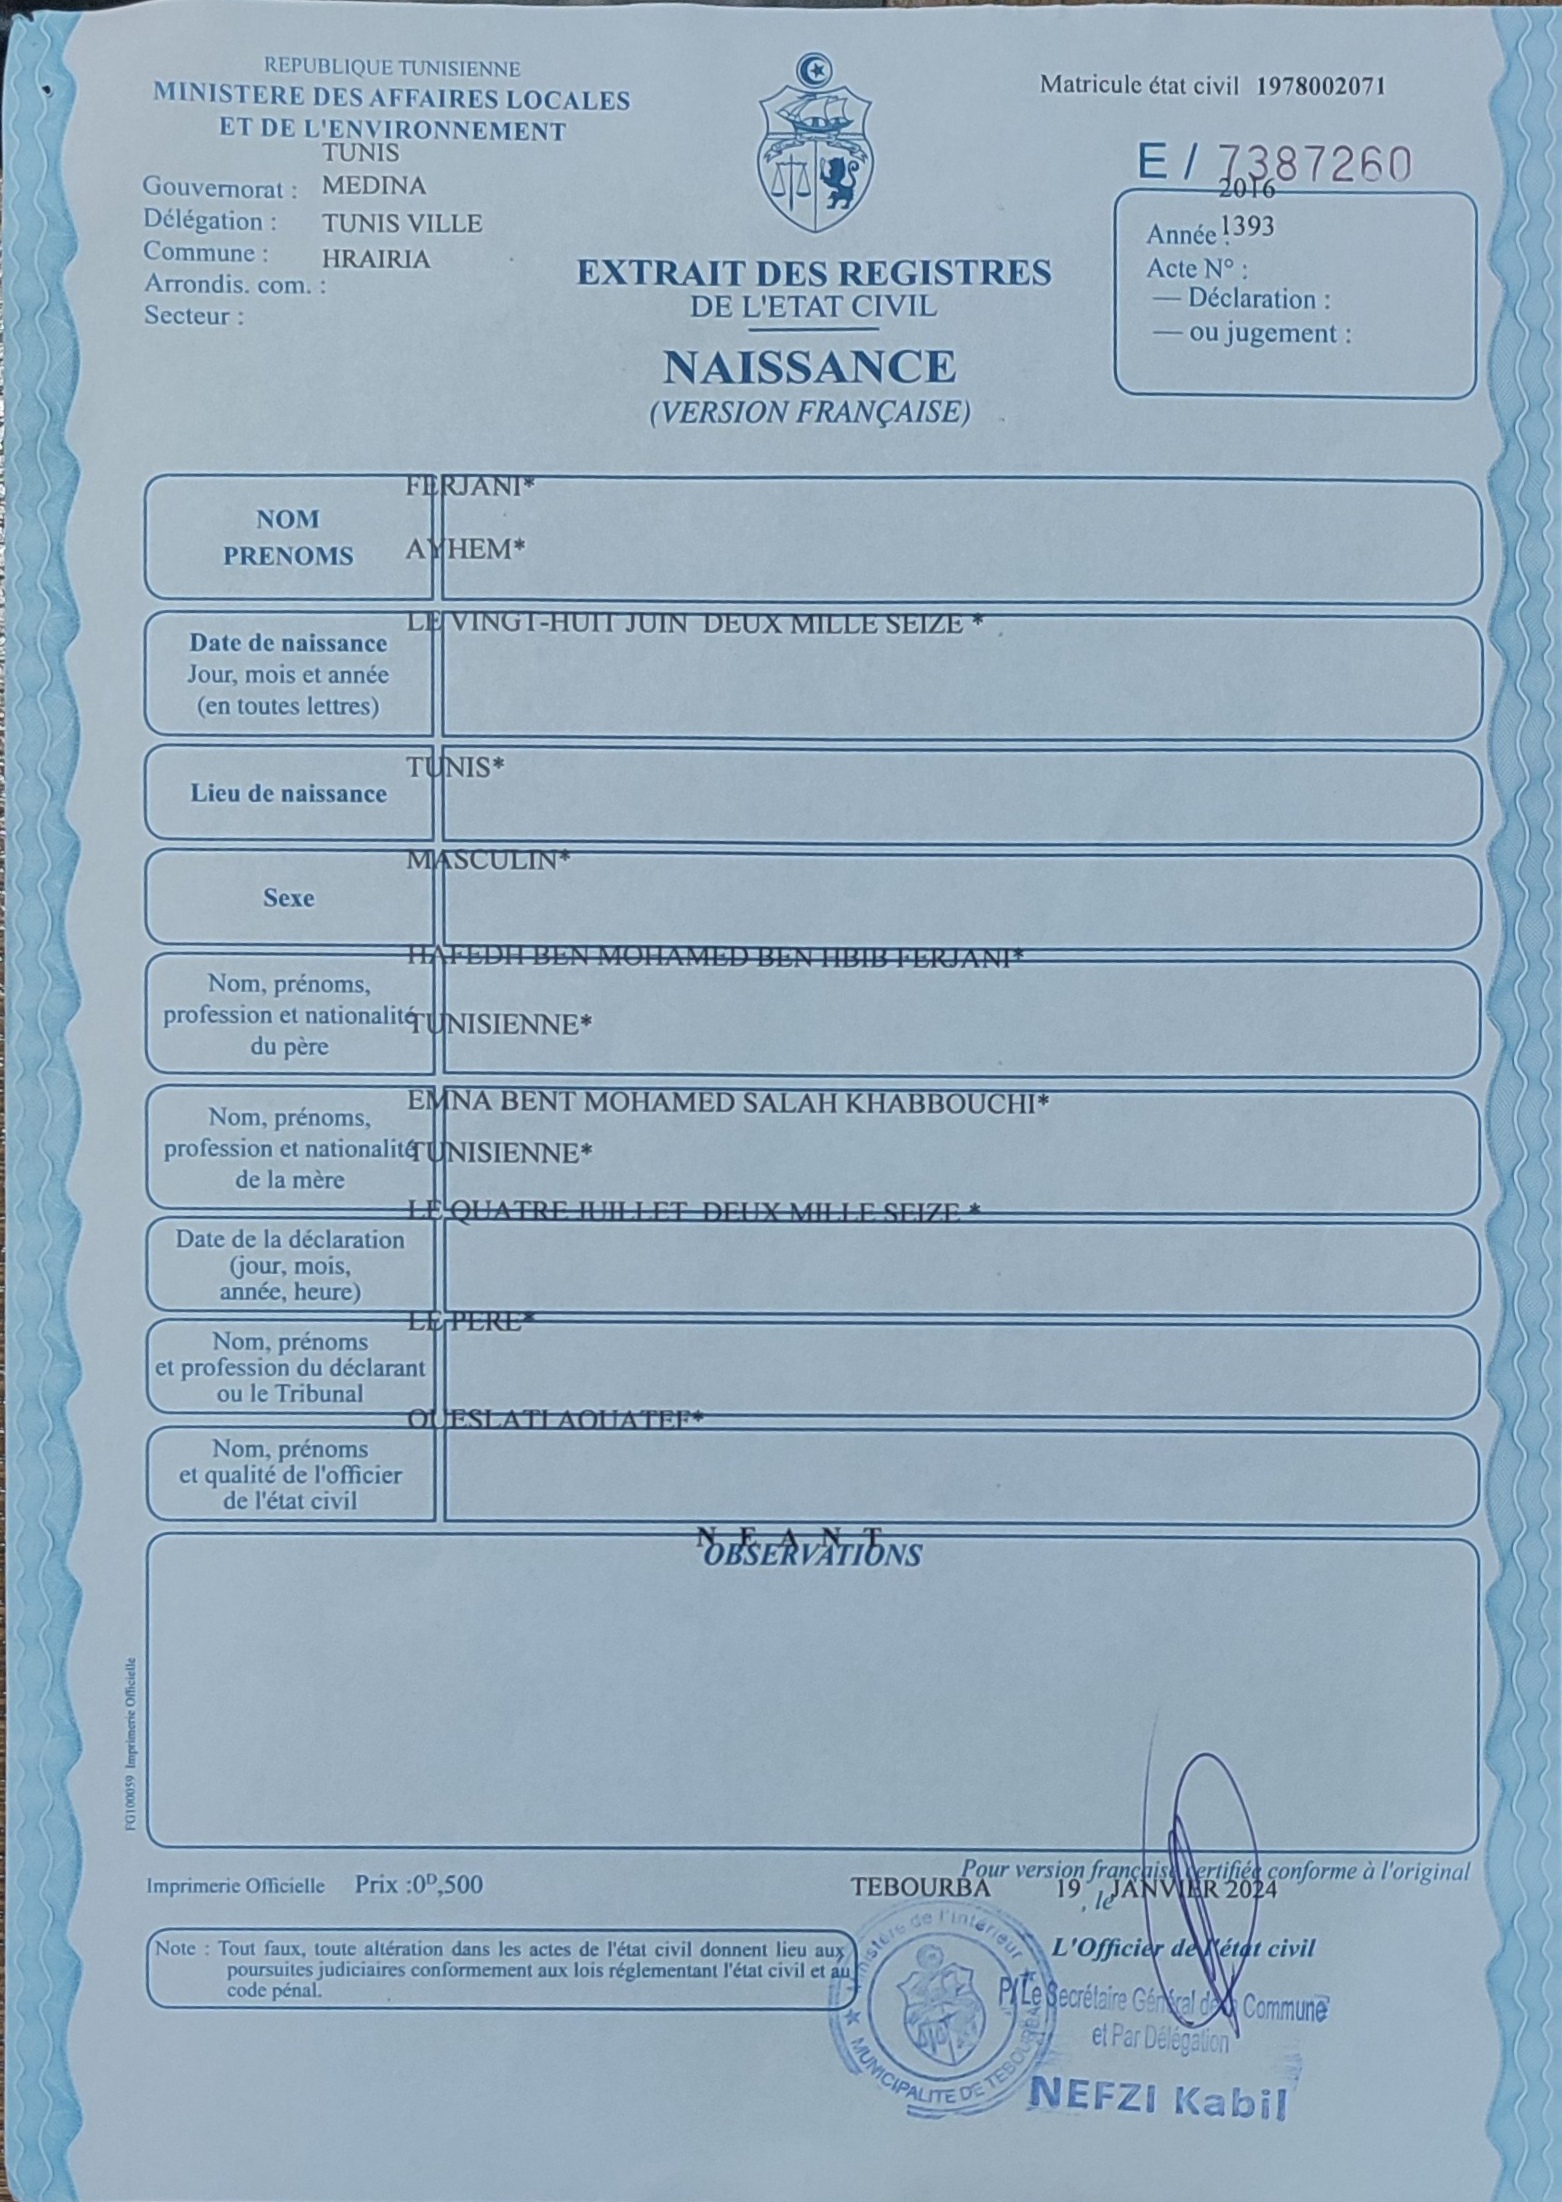 REPUBLIQUE TUNISIENNE
MINISTERE DES AFFAIRES LOCALES
ET DE L'ENVIRONNEMENT
TUNIS
Gouvernorat : MEDINA
Délégation : TUNIS VILLE
Commune : HRAIRIA
Arrondis. com. :
Secteur :
Matricule état civil 1978002071
E / 7387260
2016
Année : 1393
Acte N° :
— Déclaration :
— ou jugement :
EXTRAIT DES REGISTRES
DE L'ETAT CIVIL
NAISSANCE
(VERSION FRANÇAISE)
FERJANI*
NOM
PRENOMS
AYHEM*
LE VINGT-HUIT JUIN DEUX MILLE SEIZE *
Date de naissance
Jour, mois et année
(en toutes lettres)
TUNIS*
Lieu de naissance
MASCULIN*
Sexe
HAFEDH BEN MOHAMED BEN HBIB FERJANI*
Nom, prénoms,
profession et nationalité
du père
TUNISIENNE*
EMNA BENT MOHAMED SALAH KHABBOUCHI*
Nom, prénoms,
profession et nationalité
de la mère
TUNISIENNE*
LE QUATRE JUILLET DEUX MILLE SEIZE *
Date de la déclaration
(jour, mois,
année, heure)
LE PERE*
Nom, prénoms
et profession du déclarant
ou le Tribunal
OUESLATI AOUATEF*
Nom, prénoms
et qualité de l'officier
de l'état civil
N E A N T
OBSERVATIONS
FG100059 Imprimerie Officielle
Imprimerie Officielle Prix :0ᴰ,500
Pour version française certifiée conforme à l'original
TEBOURBA , le 19 JANVIER 2024
L'Officier de l'état civil
Note : Tout faux, toute altération dans les actes de l'état civil donnent lieu aux
poursuites judiciaires conformement aux lois réglementant l'état civil et au
code pénal.
Ministère de l'intérieur
MUNICIPALITE DE TEBOURBA
P/Le Secrétaire Général de la Commune
et Par Délégation
NEFZI Kabil